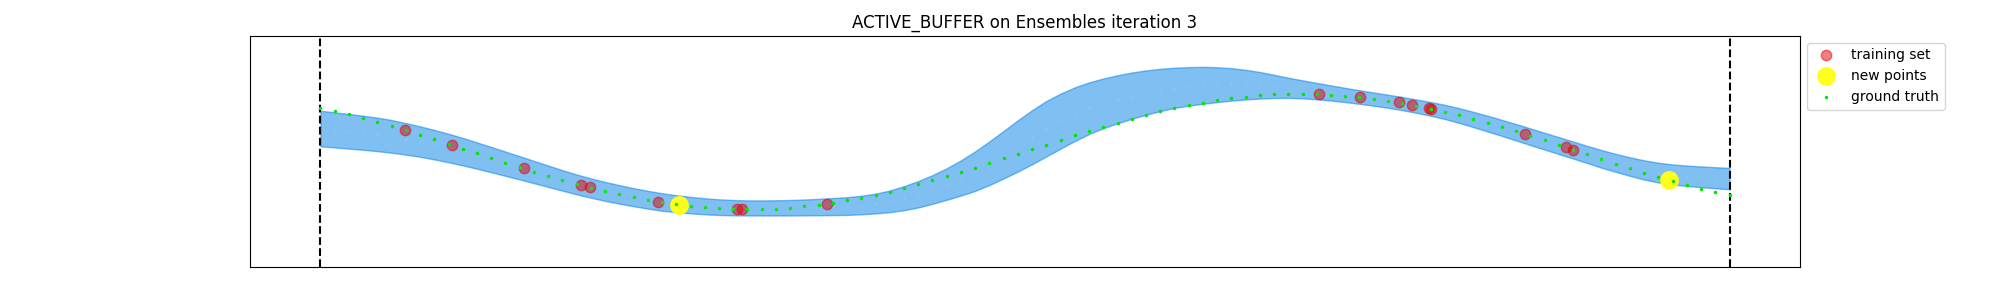 ACTIVE_BUFFER on Ensembles iteration 3
training set
new points
ground truth